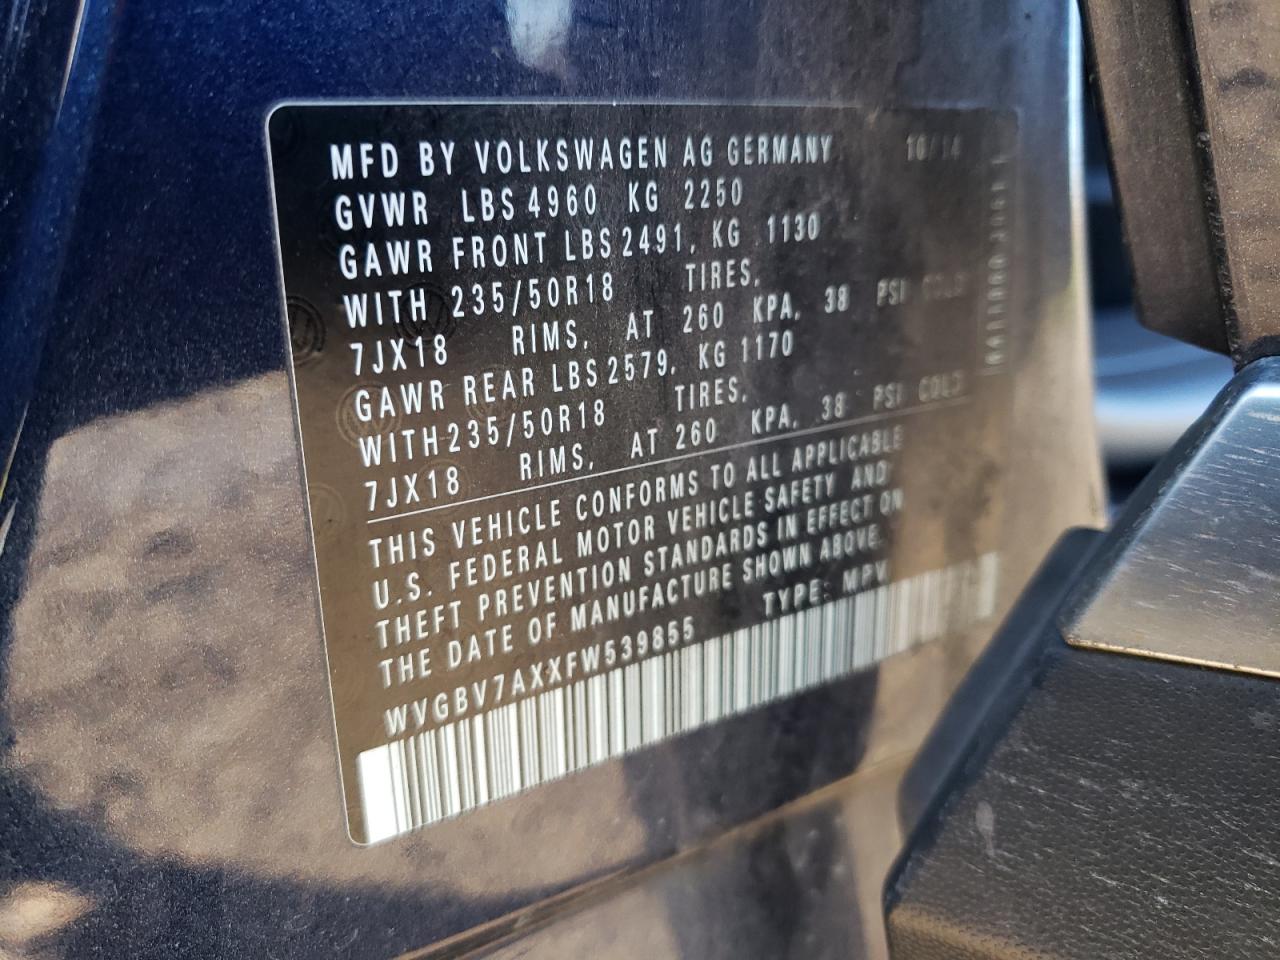 MFD BY VOLKSWAGEN AG GERMANY 10/14
GVWR LBS 4960 KG 2250
GAWR FRONT LBS 2491, KG 1130
WITH 235/50R18 TIRES,
7JX18 RIMS, AT 260 KPA, 38 PSI COLD
GAWR REAR LBS 2579, KG 1170
WITH 235/50R18 TIRES,
7JX18 RIMS, AT 260 KPA, 38 PSI COLD
THIS VEHICLE CONFORMS TO ALL APPLICABLE
U.S. FEDERAL MOTOR VEHICLE SAFETY AND
THEFT PREVENTION STANDARDS IN EFFECT ON
THE DATE OF MANUFACTURE SHOWN ABOVE.
WVGBV7AXXFW539855 TYPE: MPV